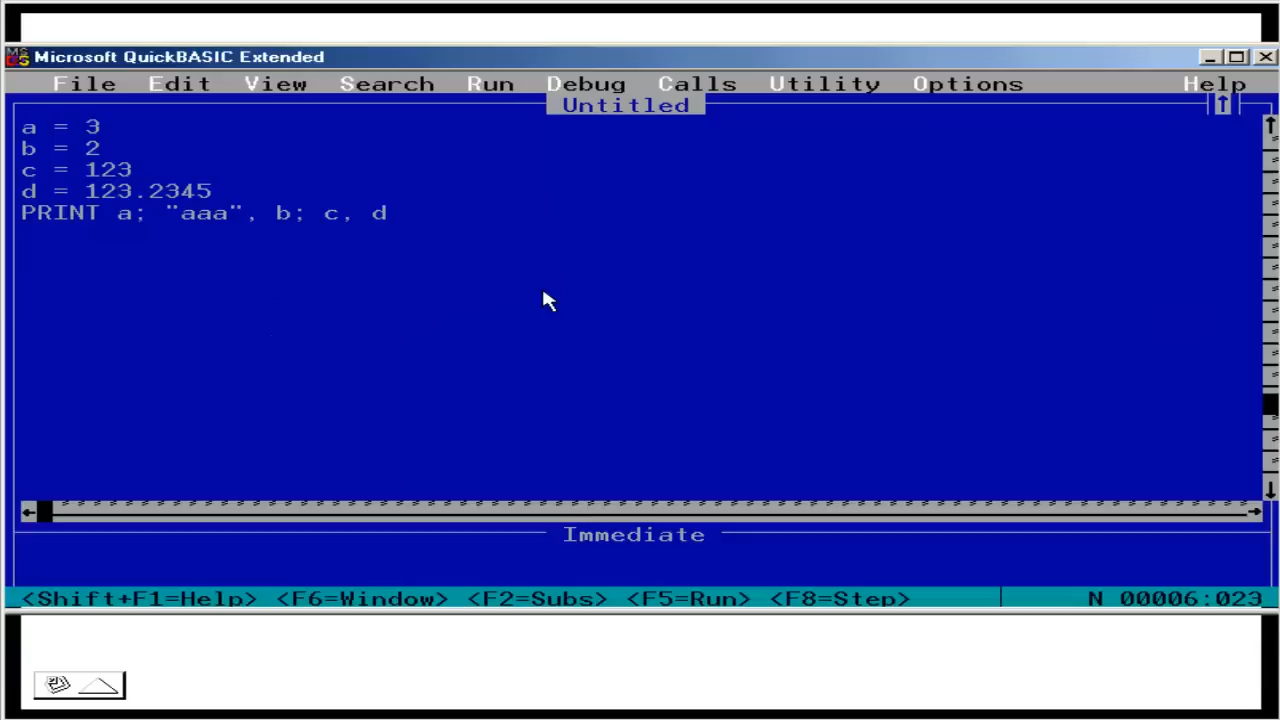 Microsoft QuickBASIC Extended
File Edit View Search Run Debug Calls Utility Options Help
Untitled
a = 3
b = 2
c = 123
d = 123.2345
PRINT a; "aaa", b; c, d
Immediate
<Shift+F1=Help> <F6=Window> <F2=Subs> <F5=Run> <F8=Step> N 00006:023